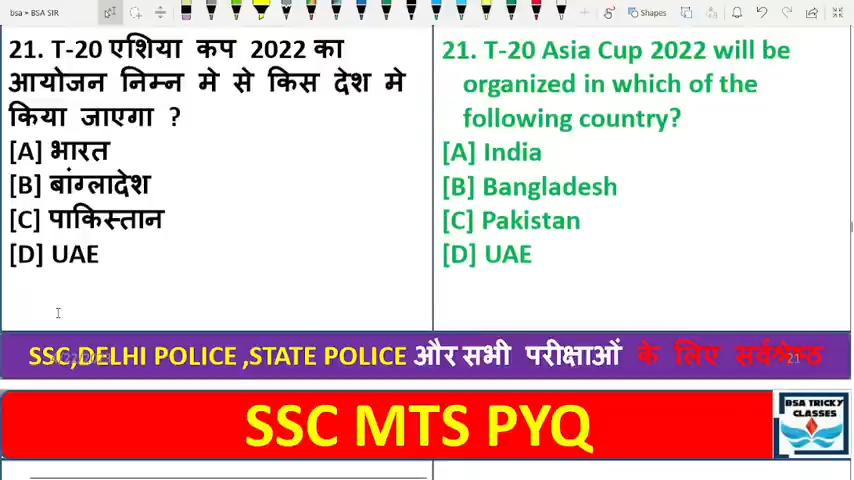 bsa = BSA SIR
Shapes
21. T-20 एशिया कप 2022 का
आयोजन निम्न मे से किस देश मे
किया जाएगा ?
[A] भारत
[B] बांग्लादेश
[C] पाकिस्तान
[D] UAE
21. T-20 Asia Cup 2022 will be
organized in which of the
following country?
[A] India
[B] Bangladesh
[C] Pakistan
[D] UAE
SSC,DELHI POLICE ,STATE POLICE और सभी परीक्षाओं के लिए सर्वश्रेष्ठ
21
SSC MTS PYQ
BSA TRICKY
CLASSES